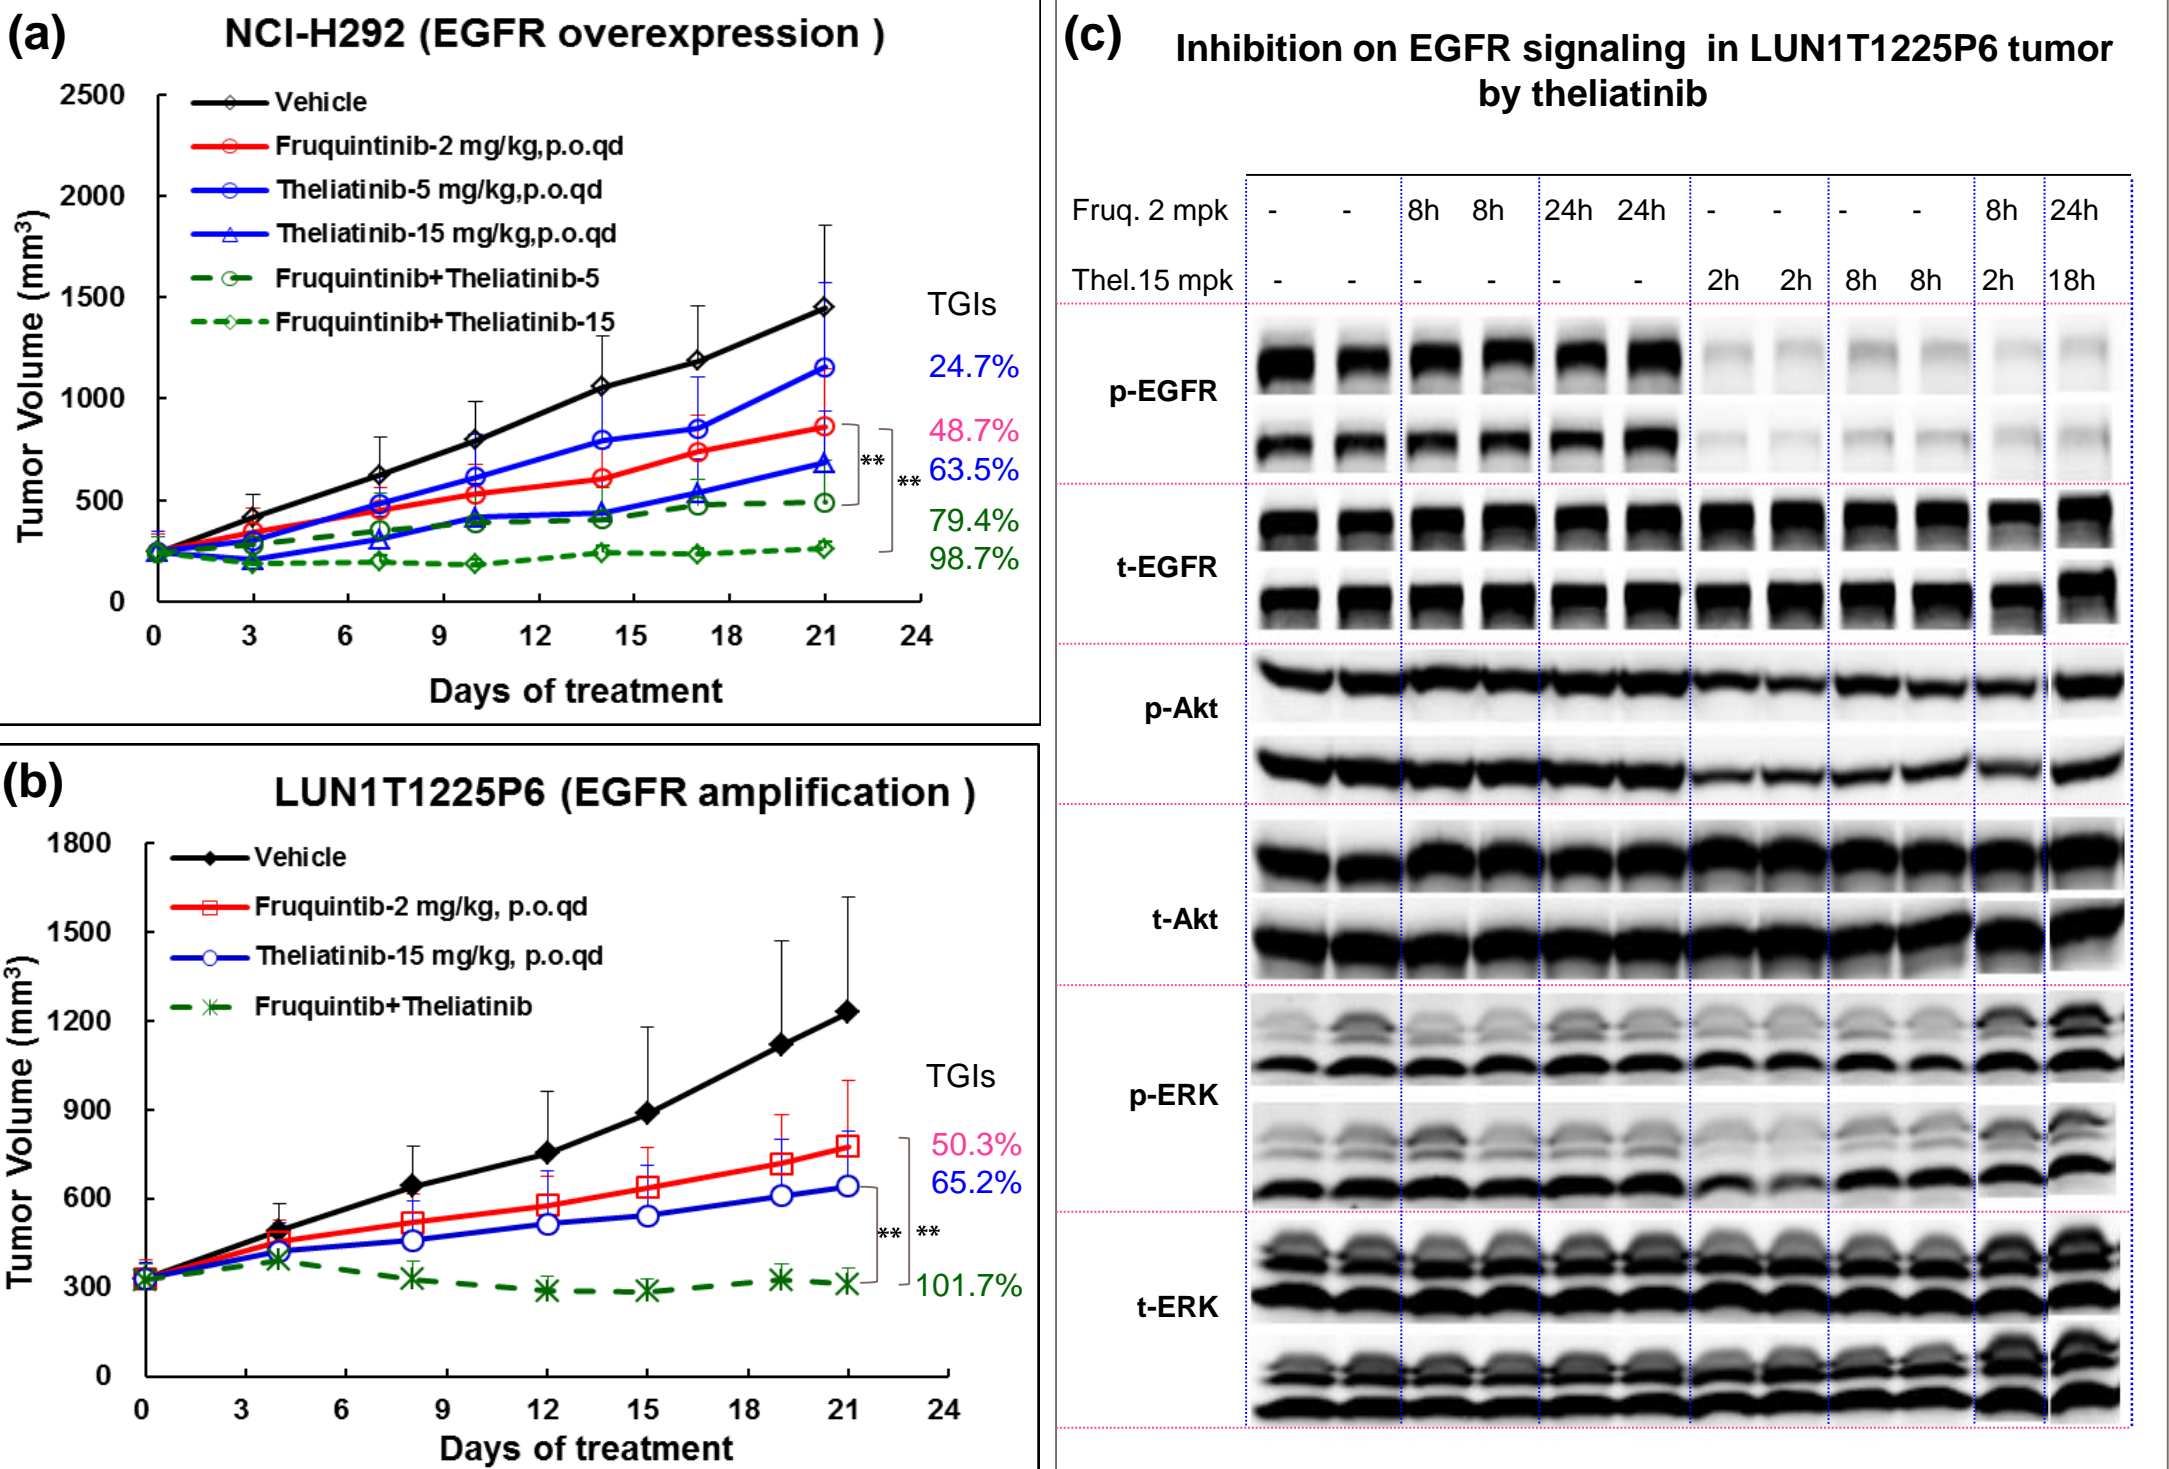 (a)
NCI-H292 (EGFR overexpression )
2500
2000
1500
1000
500
0
Tumor Volume (mm³)
Vehicle
Fruquintinib-2 mg/kg,p.o.qd
Theliatinib-5 mg/kg,p.o.qd
Theliatinib-15 mg/kg,p.o.qd
Fruquintinib+Theliatinib-5
Fruquintinib+Theliatinib-15
TGIs
24.7%
48.7%
63.5%
79.4%
98.7%
**
**
0 3 6 9 12 15 18 21 24
Days of treatment
(b)
LUN1T1225P6 (EGFR amplification )
1800
1500
1200
900
600
300
0
Tumor Volume (mm³)
Vehicle
Fruquintib-2 mg/kg, p.o.qd
Theliatinib-15 mg/kg, p.o.qd
Fruquintib+Theliatinib
TGIs
50.3%
65.2%
101.7%
** **
0 3 6 9 12 15 18 21 24
Days of treatment
(c)
Inhibition on EGFR signaling in LUN1T1225P6 tumor
by theliatinib
Fruq. 2 mpk - - 8h 8h 24h 24h - - - - 8h 24h
Thel.15 mpk - - - - - - 2h 2h 8h 8h 2h 18h
p-EGFR
t-EGFR
p-Akt
t-Akt
p-ERK
t-ERK